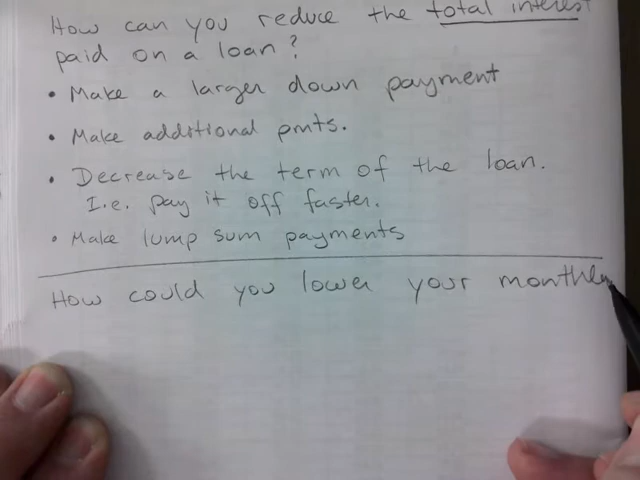 How can you reduce the total interest
paid on a loan?
• Make a larger down payment
• Make additional pmts.
• Decrease the term of the loan.
I.e. pay it off faster.
• Make lump sum payments
How could you lower your monthly